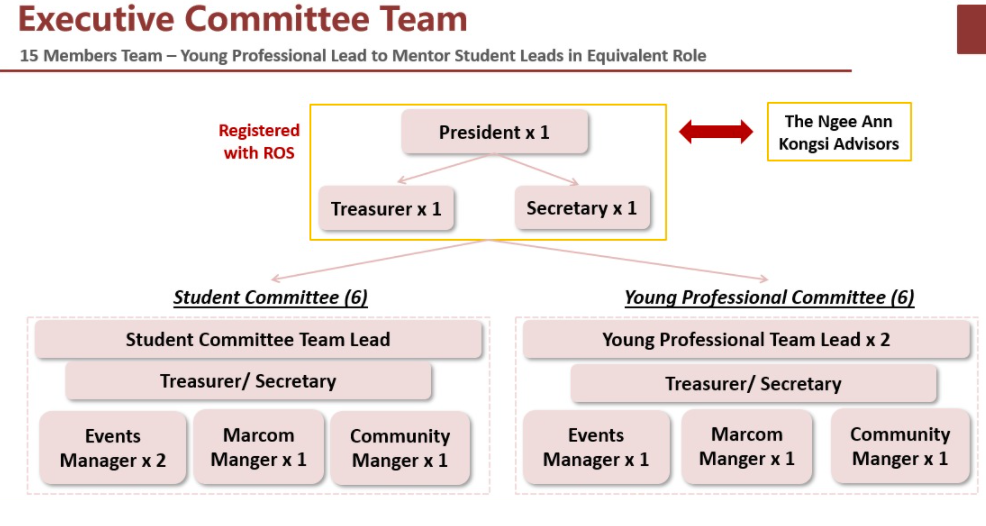 Executive Committee Team
15 Members Team – Young Professional Lead to Mentor Student Leads in Equivalent Role
Registered
with ROS
President x 1
The Ngee Ann
Kongsi Advisors
Treasurer x 1
Secretary x 1
Student Committee (6)
Student Committee Team Lead
Treasurer/ Secretary
Events
Manager x 2
Marcom
Manger x 1
Community
Manger x 1
Young Professional Committee (6)
Young Professional Team Lead x 2
Treasurer/ Secretary
Events
Manager x 1
Marcom
Manger x 1
Community
Manger x 1